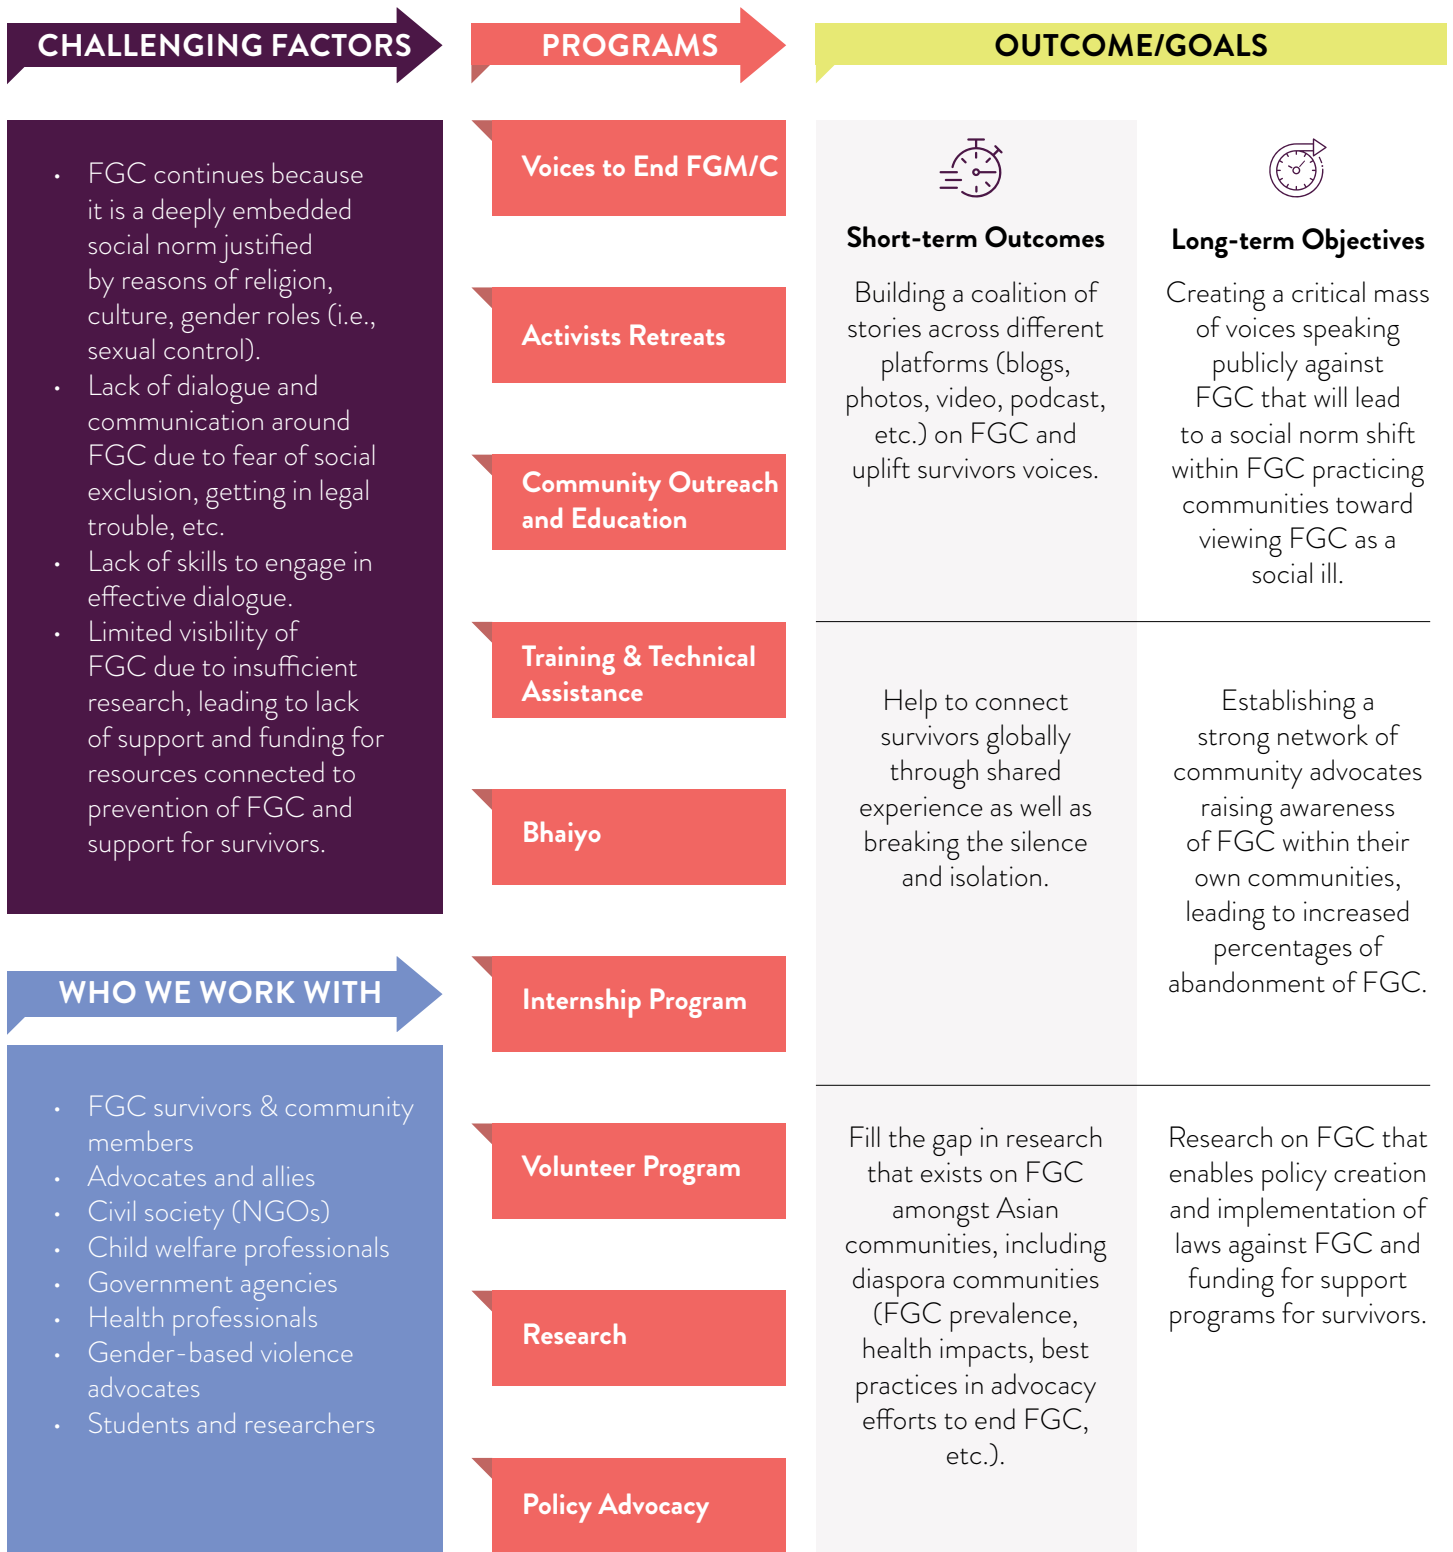 CHALLENGING FACTORS
• FGC continues because
it is a deeply embedded
social norm justified
by reasons of religion,
culture, gender roles (i.e.,
sexual control).
• Lack of dialogue and
communication around
FGC due to fear of social
exclusion, getting in legal
trouble, etc.
• Lack of skills to engage in
effective dialogue.
• Limited visibility of
FGC due to insufficient
research, leading to lack
of support and funding for
resources connected to
prevention of FGC and
support for survivors.
WHO WE WORK WITH
• FGC survivors & community
members
• Advocates and allies
• Civil society (NGOs)
• Child welfare professionals
• Government agencies
• Health professionals
• Gender-based violence
advocates
• Students and researchers
PROGRAMS
Voices to End FGM/C
Activists Retreats
Community Outreach
and Education
Training & Technical
Assistance
Bhaiyo
Internship Program
Volunteer Program
Research
Policy Advocacy
OUTCOME/GOALS
Short-term Outcomes
Building a coalition of
stories across different
platforms (blogs,
photos, video, podcast,
etc.) on FGC and
uplift survivors voices.
Help to connect
survivors globally
through shared
experience as well as
breaking the silence
and isolation.
Fill the gap in research
that exists on FGC
amongst Asian
communities, including
diaspora communities
(FGC prevalence,
health impacts, best
practices in advocacy
efforts to end FGC,
etc.).
Long-term Objectives
Creating a critical mass
of voices speaking
publicly against
FGC that will lead
to a social norm shift
within FGC practicing
communities toward
viewing FGC as a
social ill.
Establishing a
strong network of
community advocates
raising awareness
of FGC within their
own communities,
leading to increased
percentages of
abandonment of FGC.
Research on FGC that
enables policy creation
and implementation of
laws against FGC and
funding for support
programs for survivors.